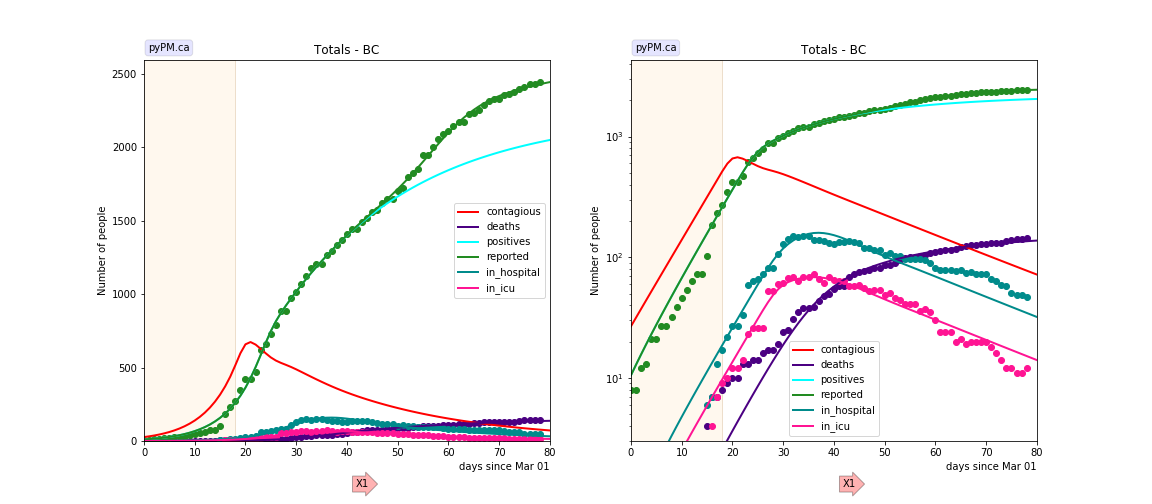 pyPM.ca
Totals - BC
Number of people
2500
2000
1500
1000
500
0
0 10 20 30 40 50 60 70 80
days since Mar 01
contagious
deaths
positives
reported
in_hospital
in_icu
X1
pyPM.ca
Totals - BC
Number of people
10³
10²
10¹
0 10 20 30 40 50 60 70 80
days since Mar 01
contagious
deaths
positives
reported
in_hospital
in_icu
X1